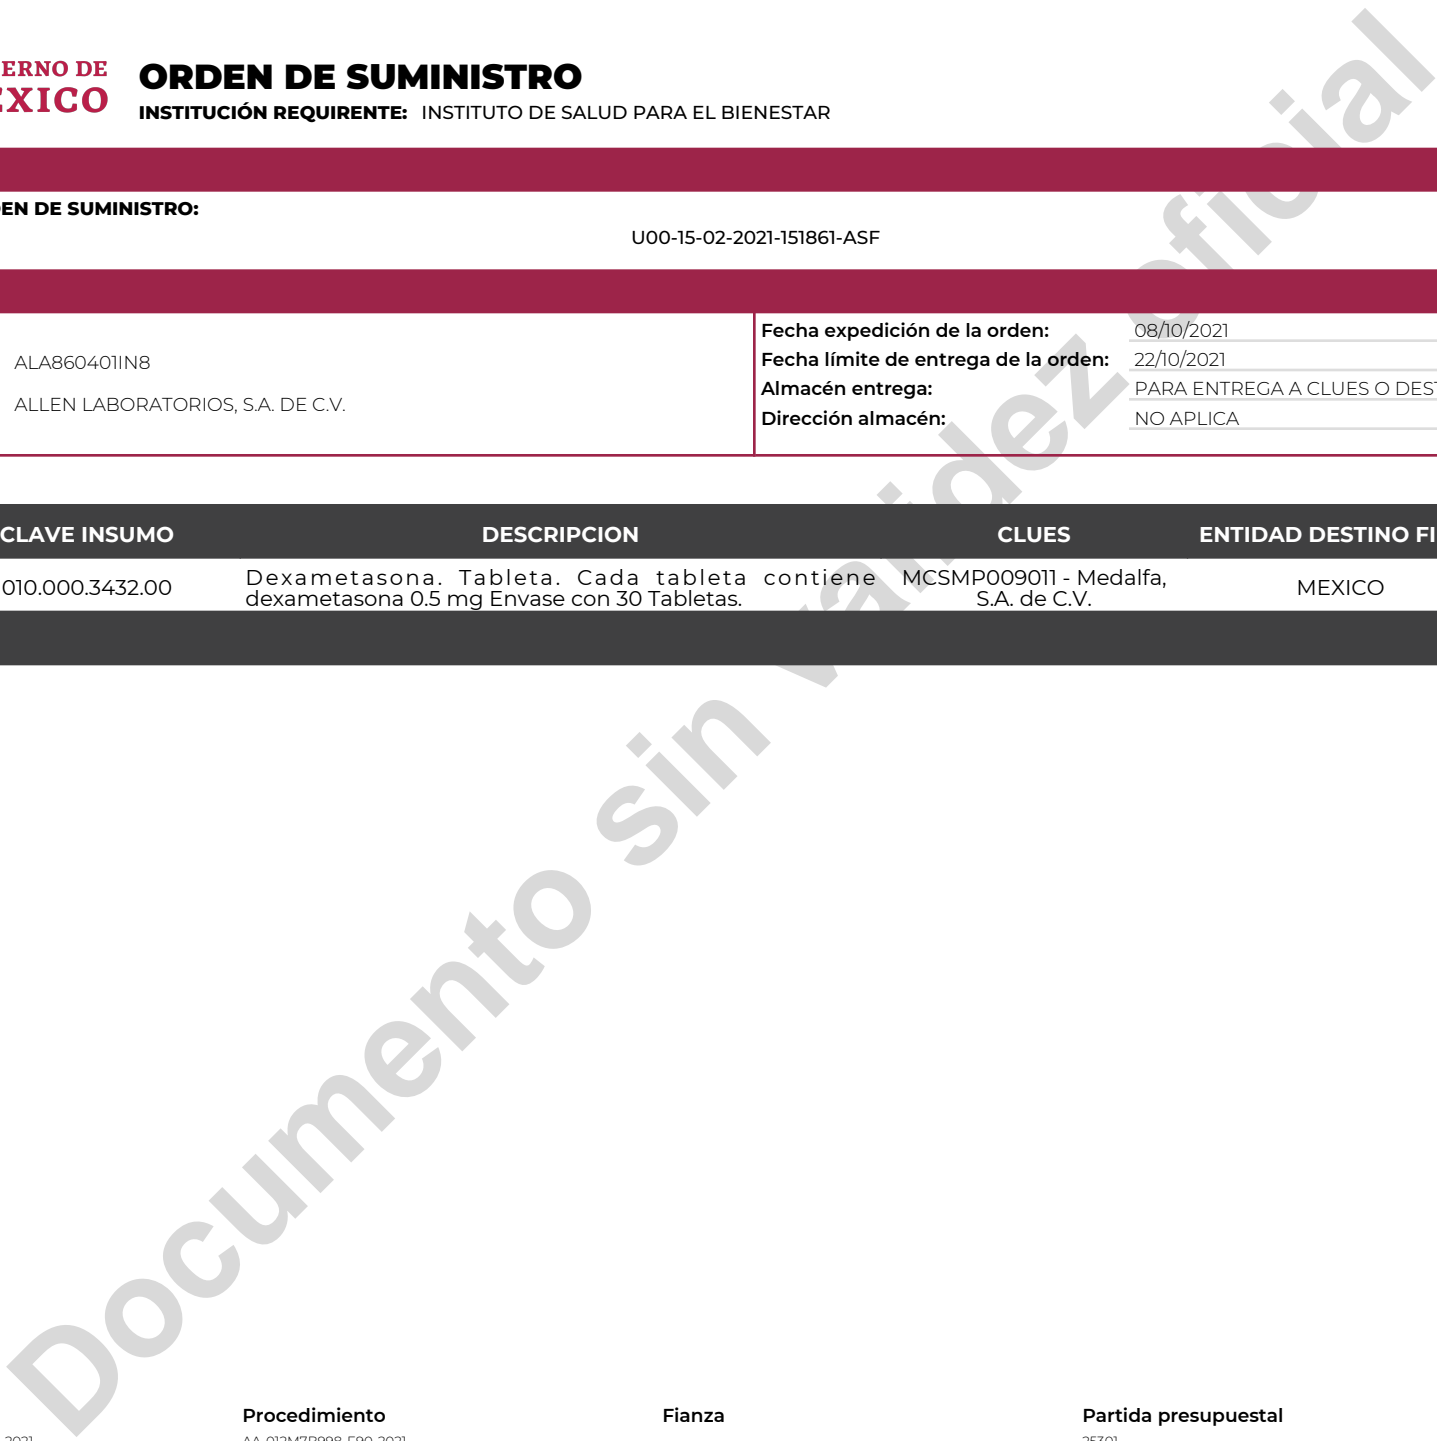 ERNO DE
ORDEN DE SUMINISTRO
XICO
INSTITUCIÓN REQUIRENTE: INSTITUTO DE SALUD PARA EL BIENESTAR
EN DE SUMINISTRO:
U00-15-02-2021-151861-ASF
ALA860401IN8
ALLEN LABORATORIOS, S.A. DE C.V.
Fecha expedición de la orden: 08/10/2021
Fecha límite de entrega de la orden: 22/10/2021
Almacén entrega: PARA ENTREGA A CLUES O DEST
Dirección almacén: NO APLICA
CLAVE INSUMO DESCRIPCION CLUES ENTIDAD DESTINO FI
010.000.3432.00
Dexametasona. Tableta. Cada tableta contiene
dexametasona 0.5 mg Envase con 30 Tabletas.
MCSMP009011 - Medalfa,
S.A. de C.V.
MEXICO
Documento sin validez oficial
Procedimiento Fianza Partida presupuestal